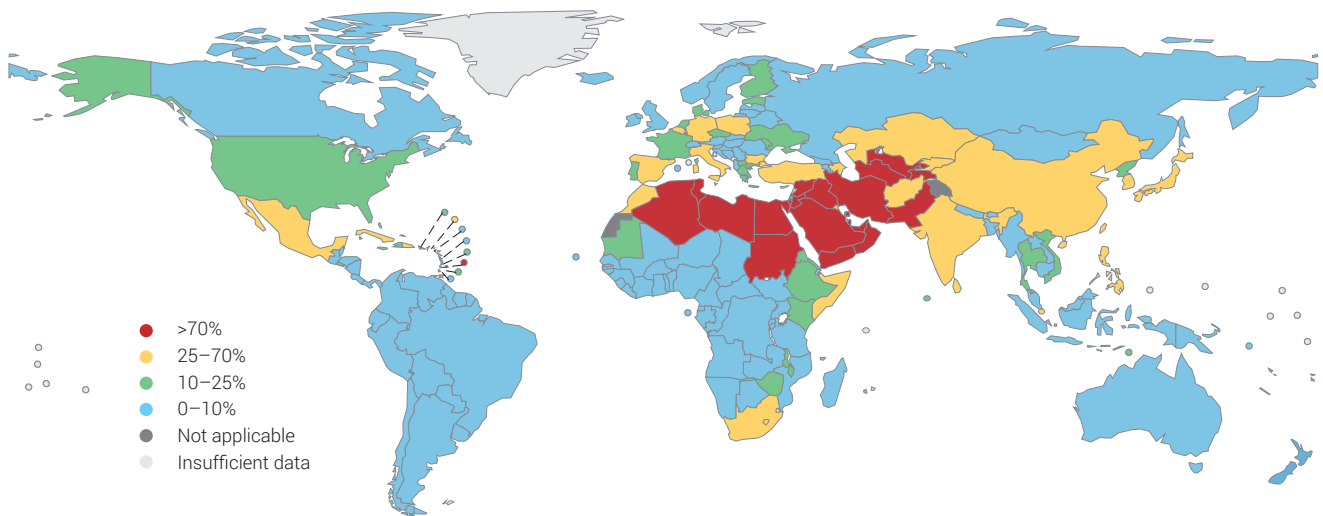 >70%
25–70%
10–25%
0–10%
Not applicable
Insufficient data